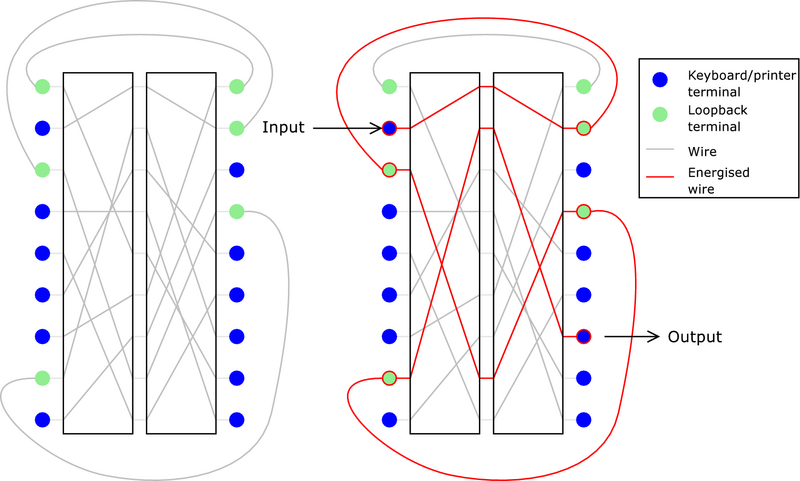 Keyboard/printer
terminal
Loopback
terminal
Wire
Energised
wire
Input
Output